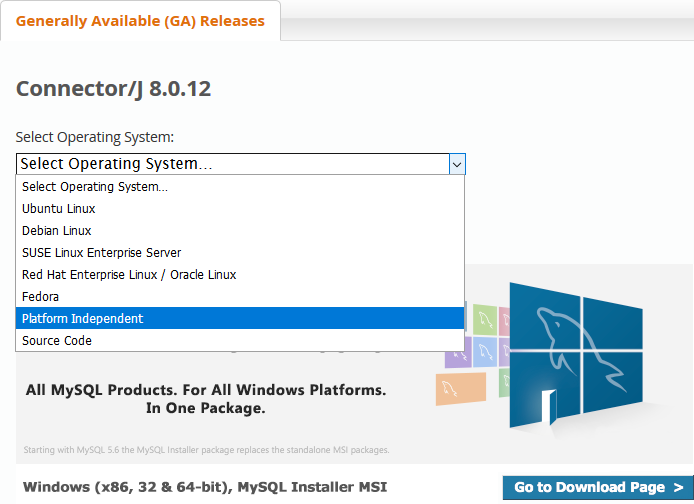 Generally Available (GA) Releases
Connector/J 8.0.12
Select Operating System:
Select Operating System...
Select Operating System...
Ubuntu Linux
Debian Linux
SUSE Linux Enterprise Server
Red Hat Enterprise Linux / Oracle Linux
Fedora
Platform Independent
Source Code
All MySQL Products. For All Windows Platforms.
In One Package.
Starting with MySQL 5.6 the MySQL Installer package replaces the standalone MSI packages.
Windows (x86, 32 & 64-bit), MySQL Installer MSI
Go to Download Page >